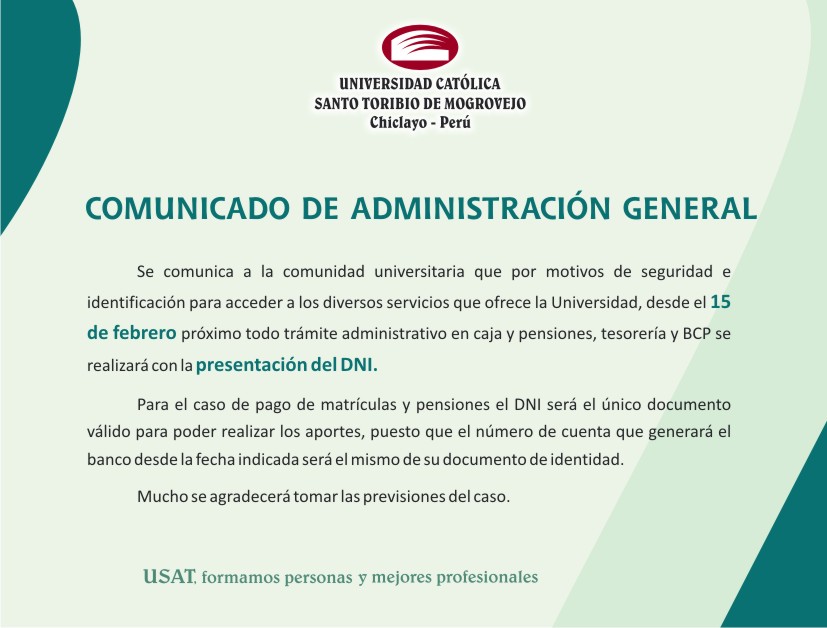 UNIVERSIDAD CATÓLICA
SANTO TORIBIO DE MOGROVEJO
Chiclayo - Perú
COMUNICADO DE ADMINISTRACIÓN GENERAL
Se comunica a la comunidad universitaria que por motivos de seguridad e
identificación para acceder a los diversos servicios que ofrece la Universidad, desde el 15
de febrero próximo todo trámite administrativo en caja y pensiones, tesorería y BCP se
realizará con la presentación del DNI.
Para el caso de pago de matrículas y pensiones el DNI será el único documento
válido para poder realizar los aportes, puesto que el número de cuenta que generará el
banco desde la fecha indicada será el mismo de su documento de identidad.
Mucho se agradecerá tomar las previsiones del caso.
USAT, formamos personas y mejores profesionales